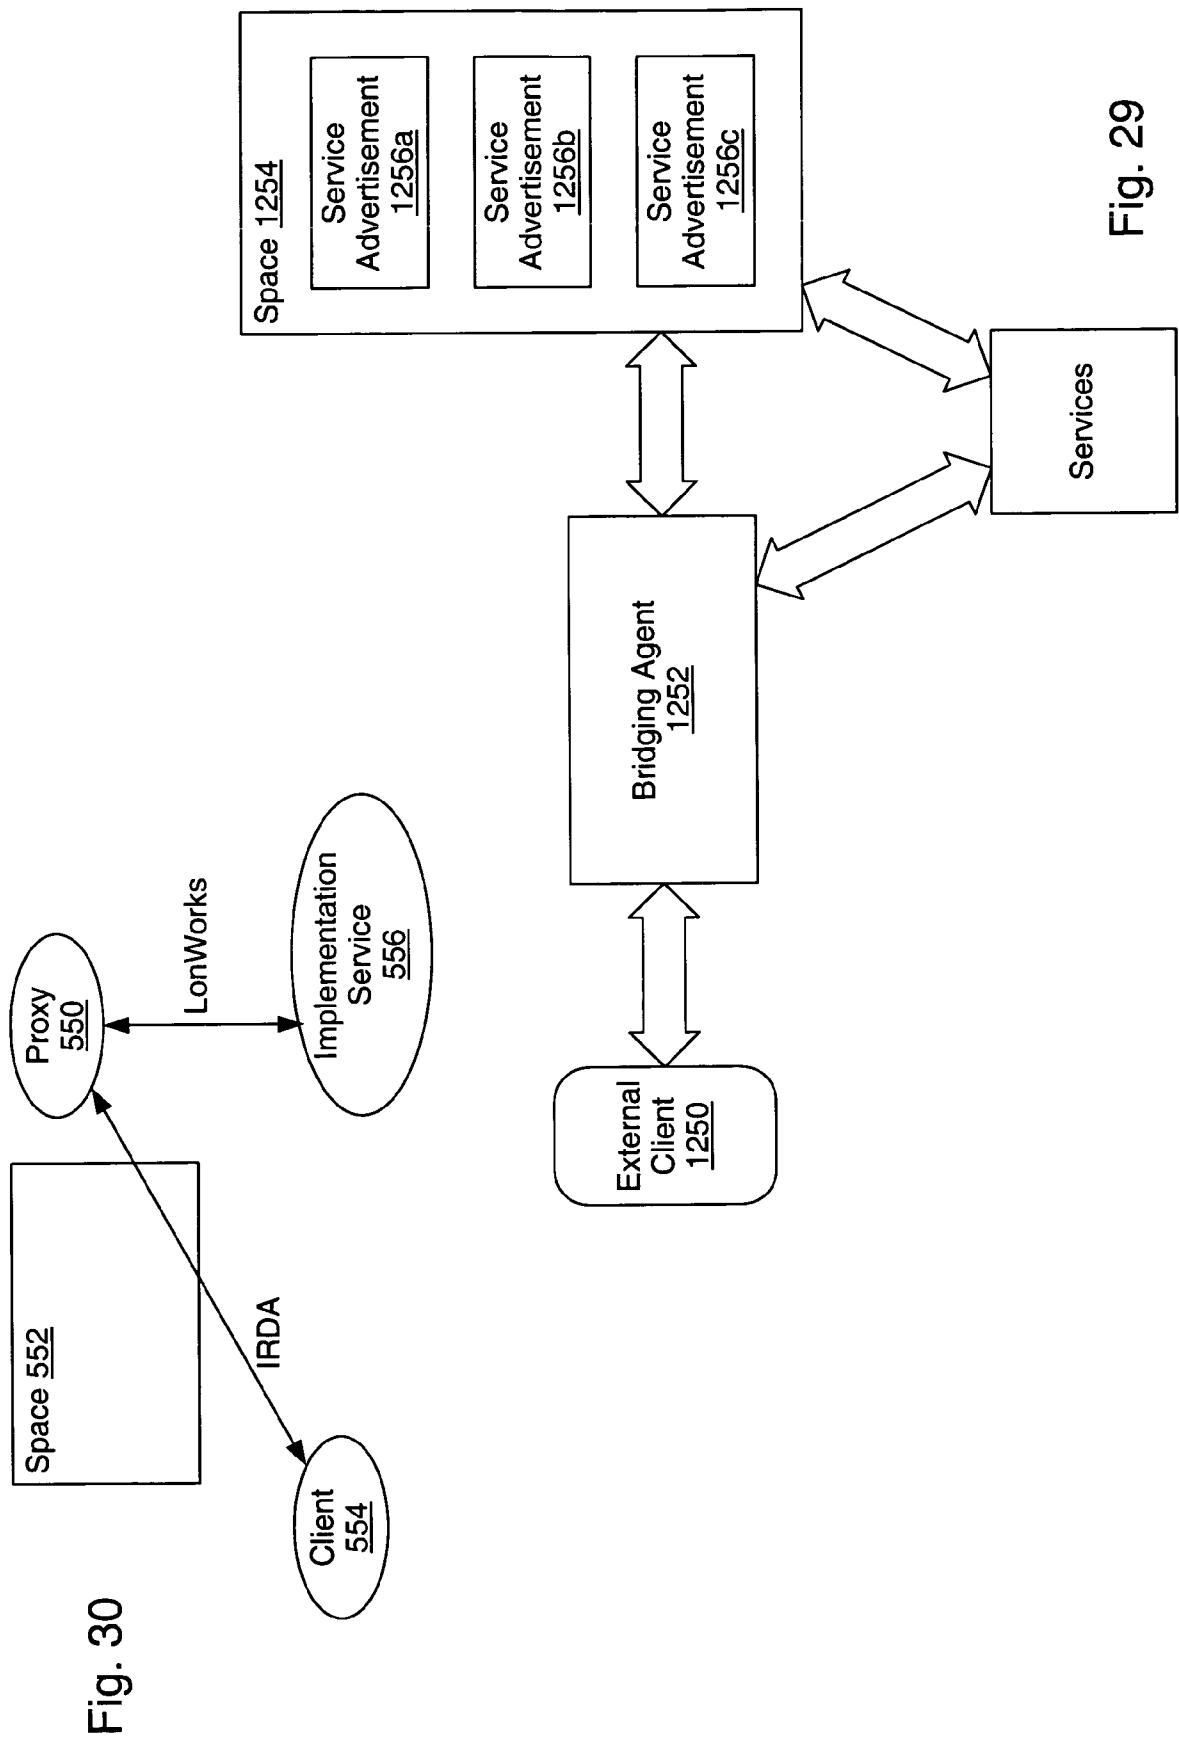 Fig. 30
Space 552
Proxy
550
Client
554
IRDA
LonWorks
Implementation
Service
556
Space 1254
Service
Advertisement
1256a
Service
Advertisement
1256b
Service
Advertisement
1256c
External
Client
1250
Bridging Agent
1252
Services
Fig. 29